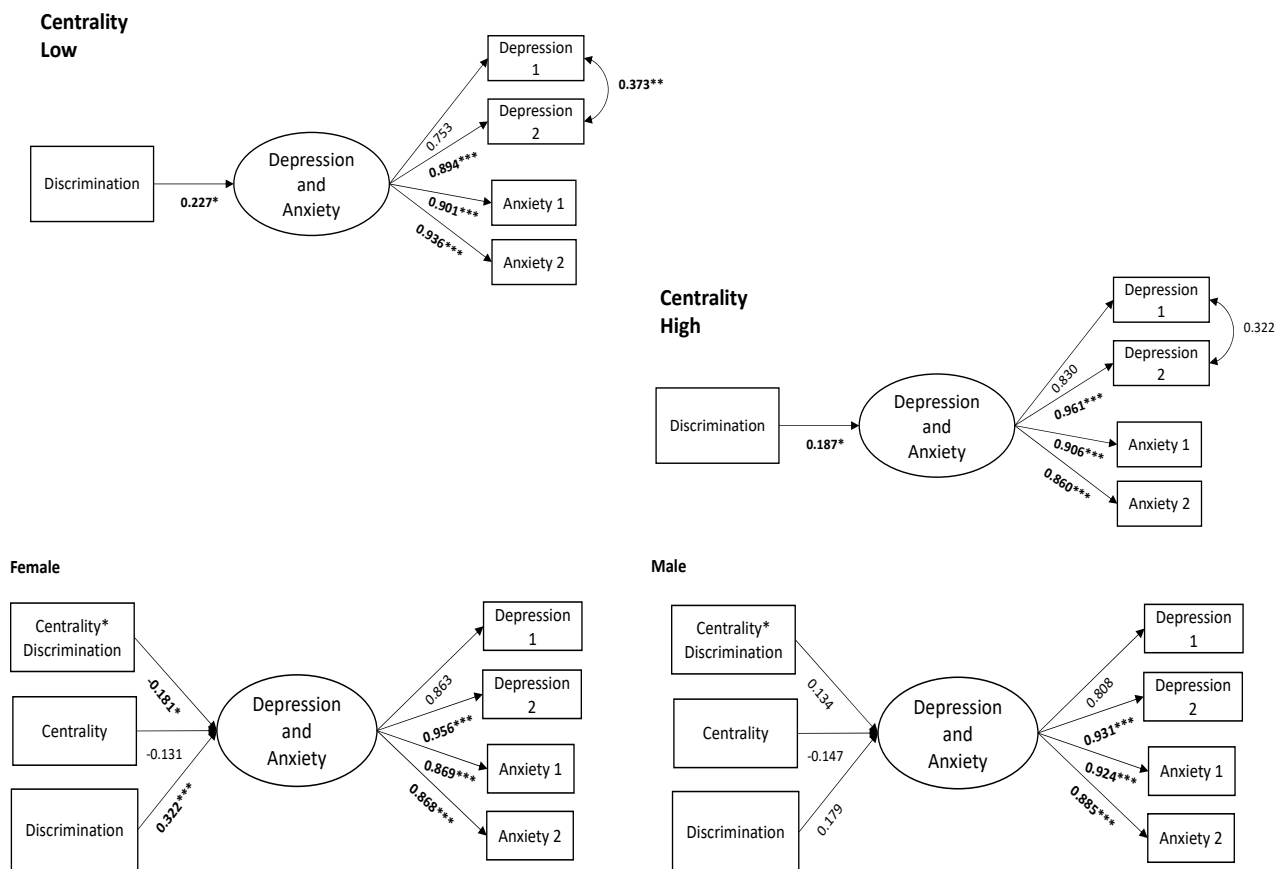 Centrality
Low
Depression
1
0.373**
Depression
2
0.753
0.894***
Discrimination
0.227*
Depression
and
Anxiety
0.901***
Anxiety 1
0.936***
Anxiety 2
Centrality
High
Depression
1
0.322
Depression
2
0.830
0.961***
Discrimination
0.187*
Depression
and
Anxiety
0.906***
Anxiety 1
0.860***
Anxiety 2
Female
Centrality*
Discrimination
-0.181*
Centrality
-0.131
Discrimination
0.322***
Depression
and
Anxiety
0.863
Depression
1
0.956***
Depression
2
0.869***
Anxiety 1
0.868***
Anxiety 2
Male
Centrality*
Discrimination
0.134
Centrality
-0.147
Discrimination
0.179
Depression
and
Anxiety
0.808
Depression
1
0.931***
Depression
2
0.924***
Anxiety 1
0.885***
Anxiety 2